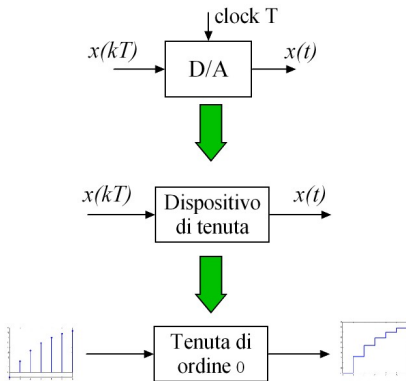 clock T
x(kT)
D/A
x(t)
x(kT)
Dispositivo
di tenuta
x(t)
Tenuta di
ordine 0